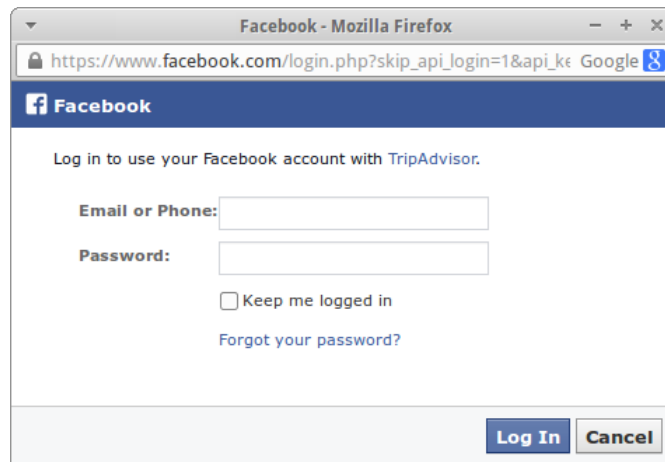 Facebook - Mozilla Firefox
https://www.facebook.com/login.php?skip_api_login=1&api_ke Google 8
Facebook
Log in to use your Facebook account with TripAdvisor.
Email or Phone:
Password:
Keep me logged in
Forgot your password?
Log In Cancel